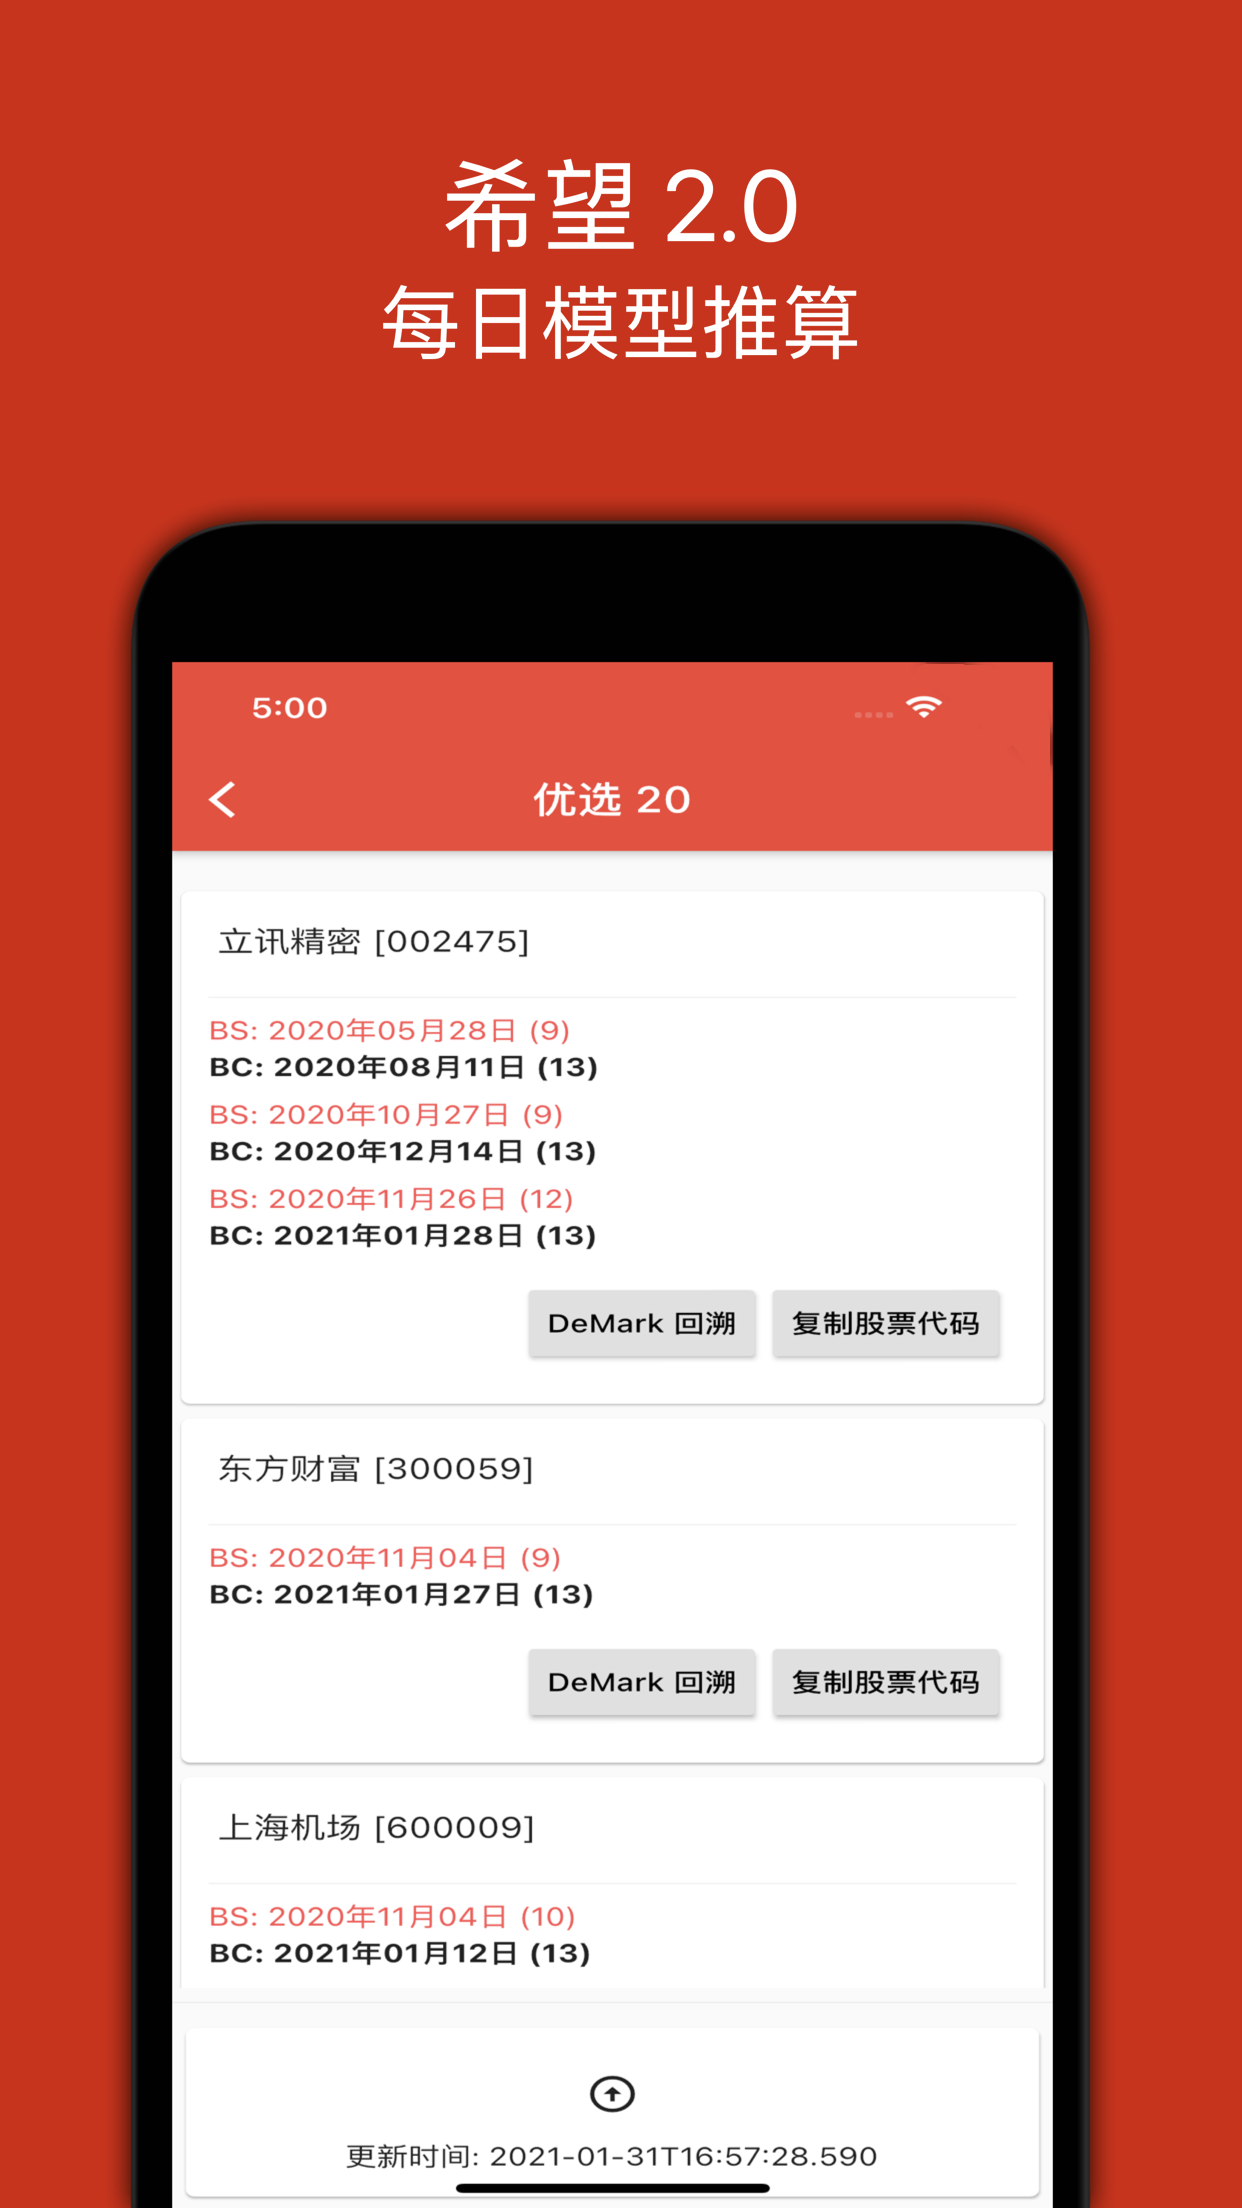 希望 2.0
每日模型推算
5:00
优选 20
立讯精密 [002475]
BS: 2020年05月28日 (9)
BC: 2020年08月11日 (13)
BS: 2020年10月27日 (9)
BC: 2020年12月14日 (13)
BS: 2020年11月26日 (12)
BC: 2021年01月28日 (13)
DeMark 回溯 复制股票代码
东方财富 [300059]
BS: 2020年11月04日 (9)
BC: 2021年01月27日 (13)
DeMark 回溯 复制股票代码
上海机场 [600009]
BS: 2020年11月04日 (10)
BC: 2021年01月12日 (13)
更新时间: 2021-01-31T16:57:28.590